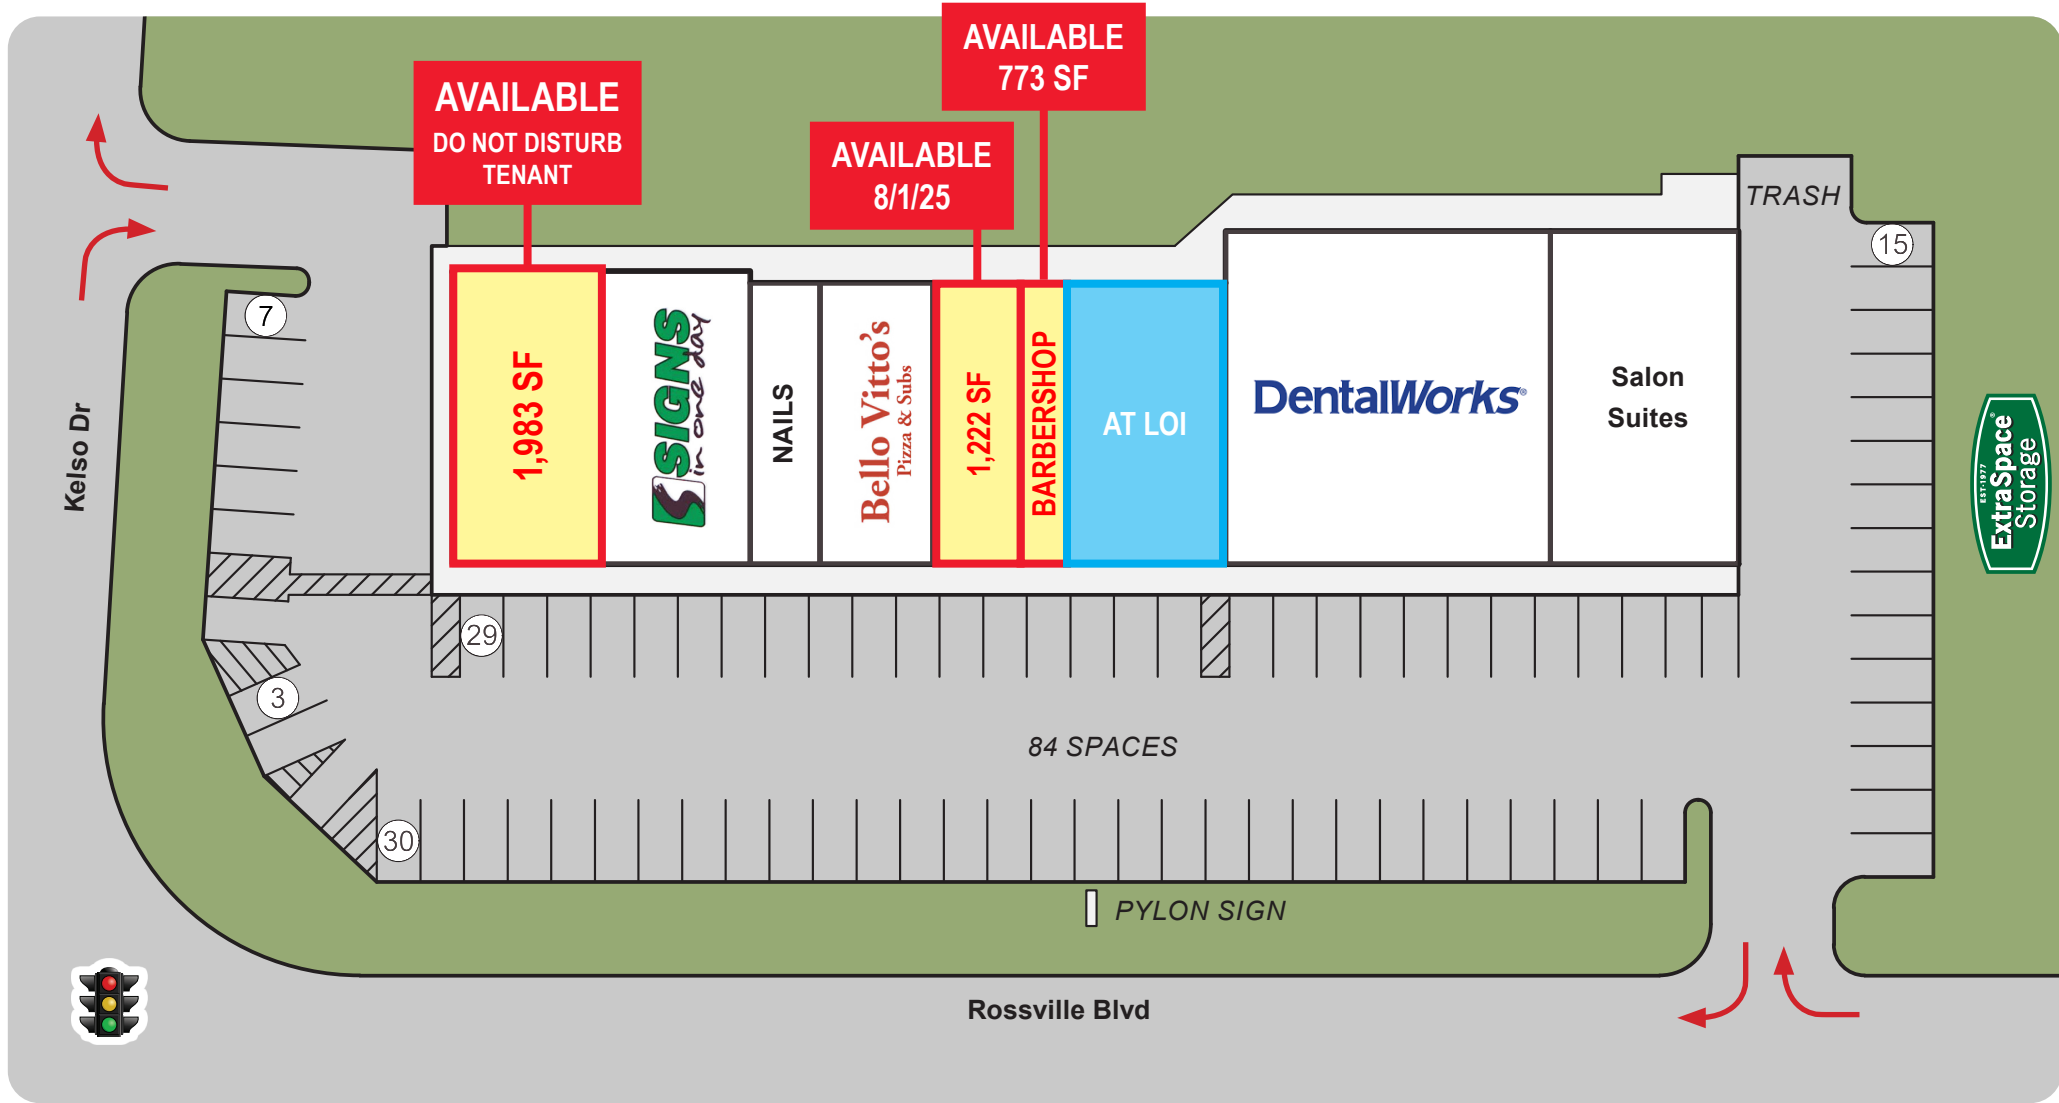 AVAILABLE
773 SF
AVAILABLE
DO NOT DISTURB
TENANT
AVAILABLE
8/1/25
TRASH
15
7
1,983 SF
SIGNS
in one day
NAILS
Bello Vitto's
Pizza & Subs
1,222 SF
BARBERSHOP
AT LOI
DentalWorks®
Salon
Suites
EST·1977
ExtraSpace®
Storage
Kelso Dr
29
3
84 SPACES
30
PYLON SIGN
Rossville Blvd